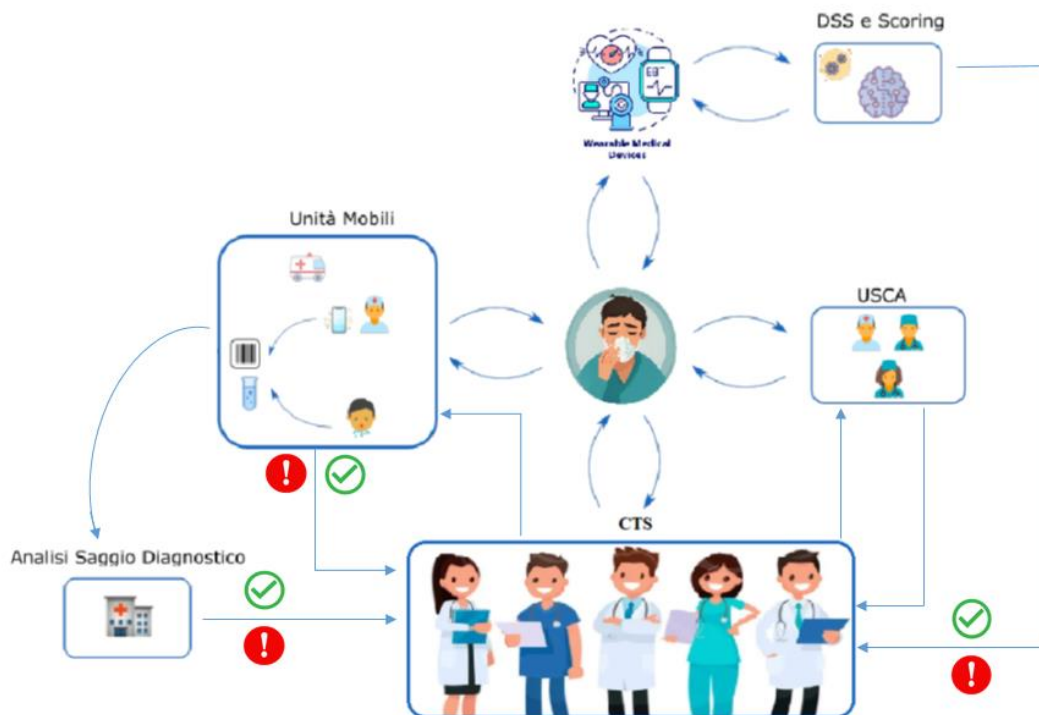 DSS e Scoring
Wearable Medical
Devices
Unità Mobili
USCA
CTS
Analisi Saggio Diagnostico